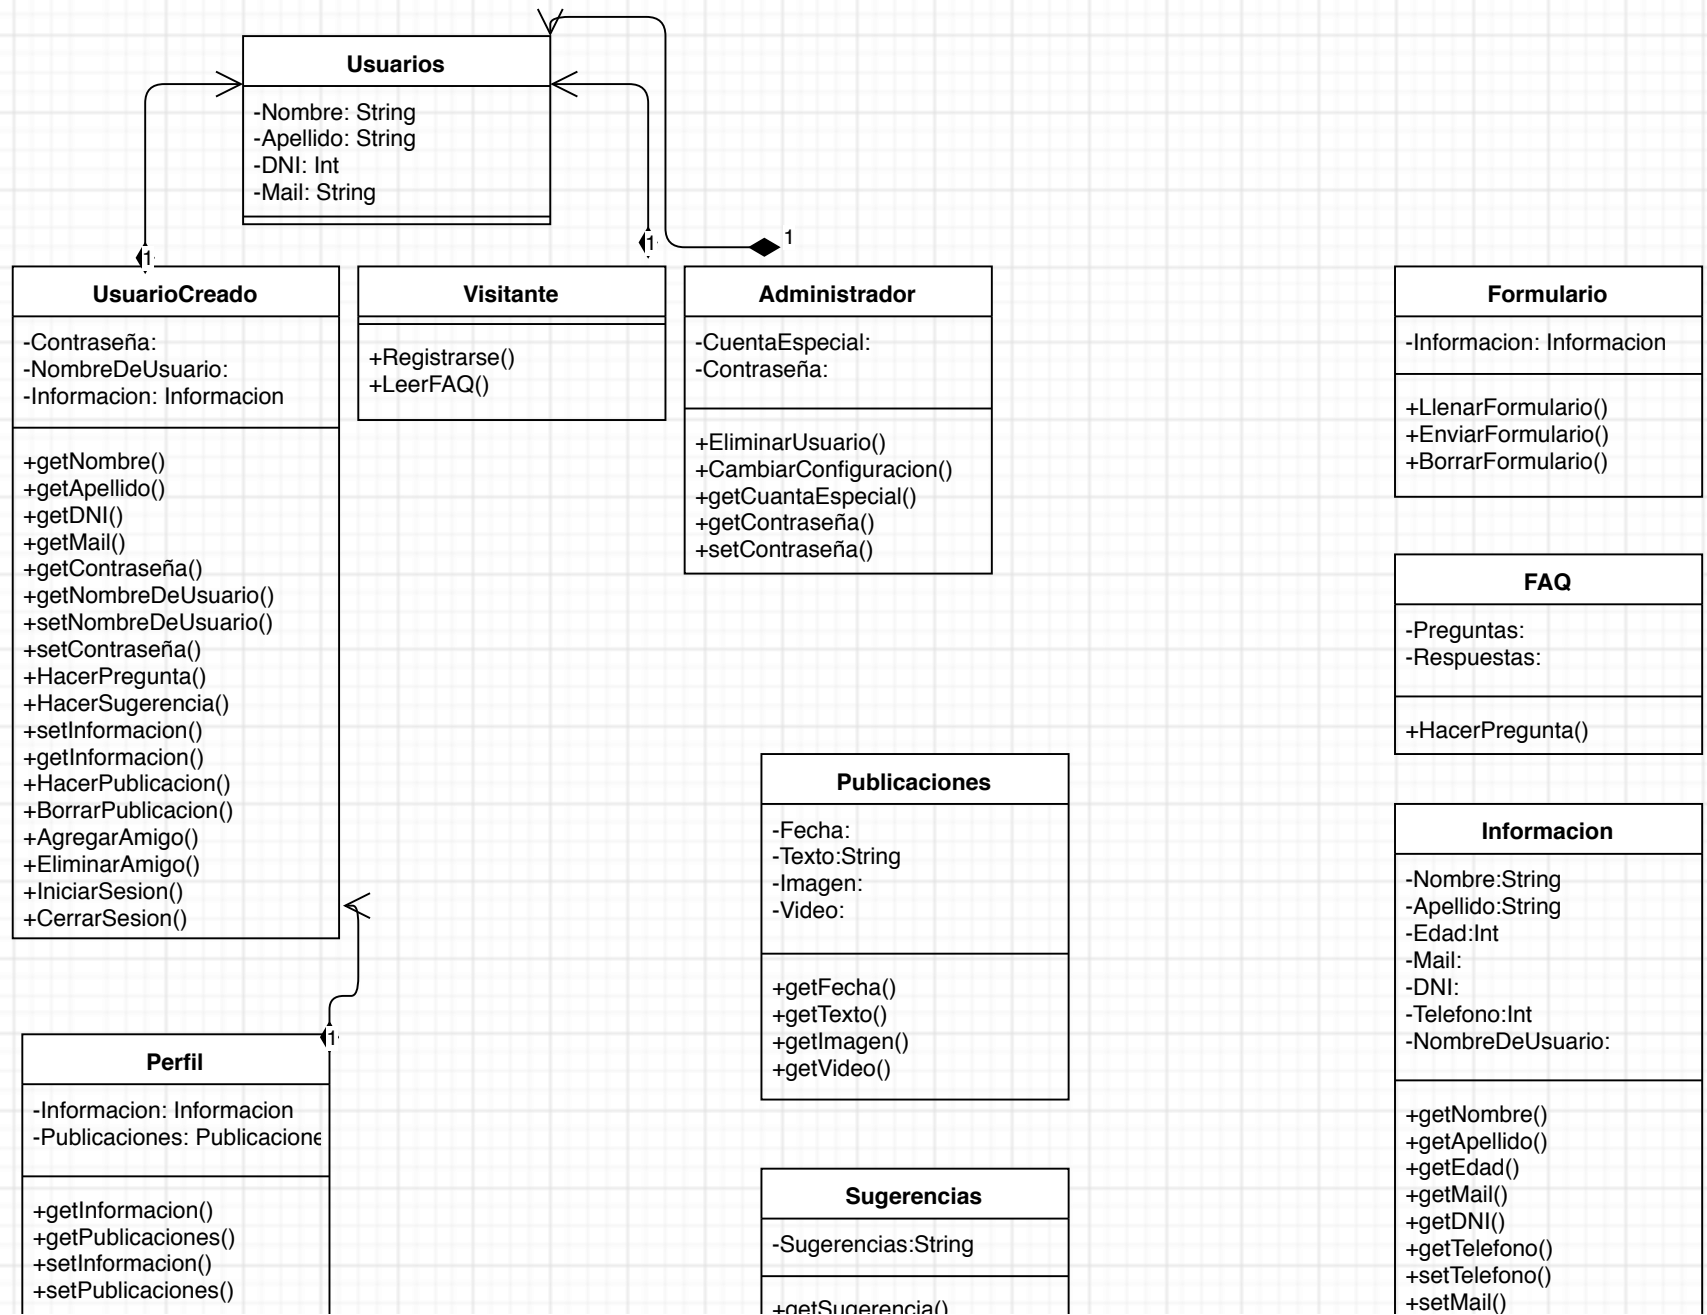 Usuarios
-Nombre: String
-Apellido: String
-DNI: Int
-Mail: String
1
1
1
UsuarioCreado
-Contraseña:
-NombreDeUsuario:
-Informacion: Informacion
+getNombre()
+getApellido()
+getDNI()
+getMail()
+getContraseña()
+getNombreDeUsuario()
+setNombreDeUsuario()
+setContraseña()
+HacerPregunta()
+HacerSugerencia()
+setInformacion()
+getInformacion()
+HacerPublicacion()
+BorrarPublicacion()
+AgregarAmigo()
+EliminarAmigo()
+IniciarSesion()
+CerrarSesion()
Visitante
+Registrarse()
+LeerFAQ()
Administrador
-CuentaEspecial:
-Contraseña:
+EliminarUsuario()
+CambiarConfiguracion()
+getCuantaEspecial()
+getContraseña()
+setContraseña()
Formulario
-Informacion: Informacion
+LlenarFormulario()
+EnviarFormulario()
+BorrarFormulario()
FAQ
-Preguntas:
-Respuestas:
+HacerPregunta()
Publicaciones
-Fecha:
-Texto:String
-Imagen:
-Video:
+getFecha()
+getTexto()
+getImagen()
+getVideo()
Informacion
-Nombre:String
-Apellido:String
-Edad:Int
-Mail:
-DNI:
-Telefono:Int
-NombreDeUsuario:
+getNombre()
+getApellido()
+getEdad()
+getMail()
+getDNI()
+getTelefono()
+setTelefono()
+setMail()
1
Perfil
-Informacion: Informacion
-Publicaciones: Publicacione
+getInformacion()
+getPublicaciones()
+setInformacion()
+setPublicaciones()
Sugerencias
-Sugerencias:String
+getSugerencia()